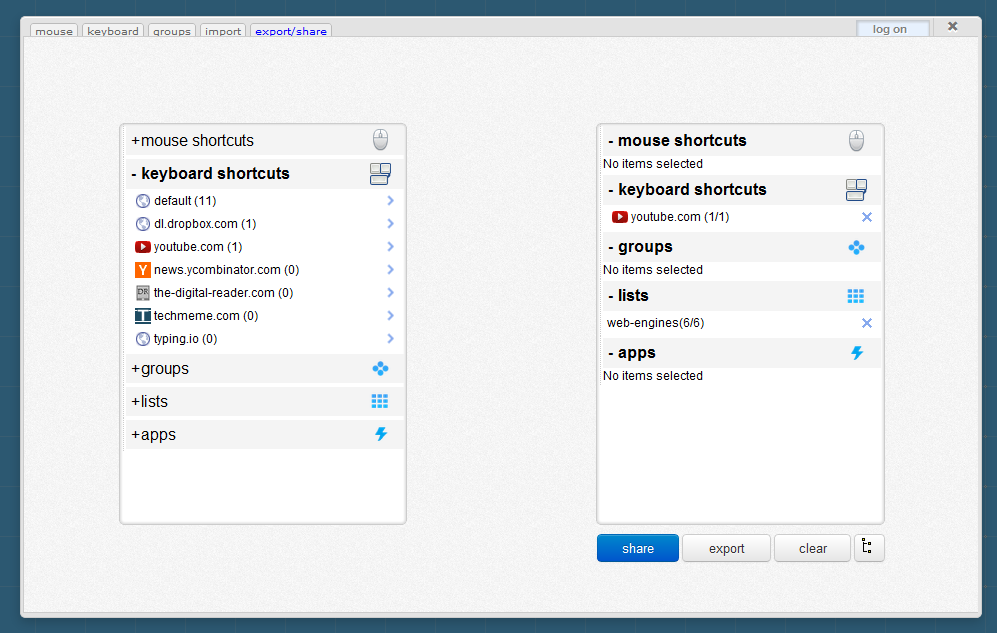 mouse keyboard groups import export/share log on
+mouse shortcuts
- keyboard shortcuts
default (11)
dl.dropbox.com (1)
youtube.com (1)
Y news.ycombinator.com (0)
DR the-digital-reader.com (0)
T techmeme.com (0)
typing.io (0)
+groups
+lists
+apps
- mouse shortcuts
No items selected
- keyboard shortcuts
youtube.com (1/1)
- groups
No items selected
- lists
web-engines(6/6)
- apps
No items selected
share export clear